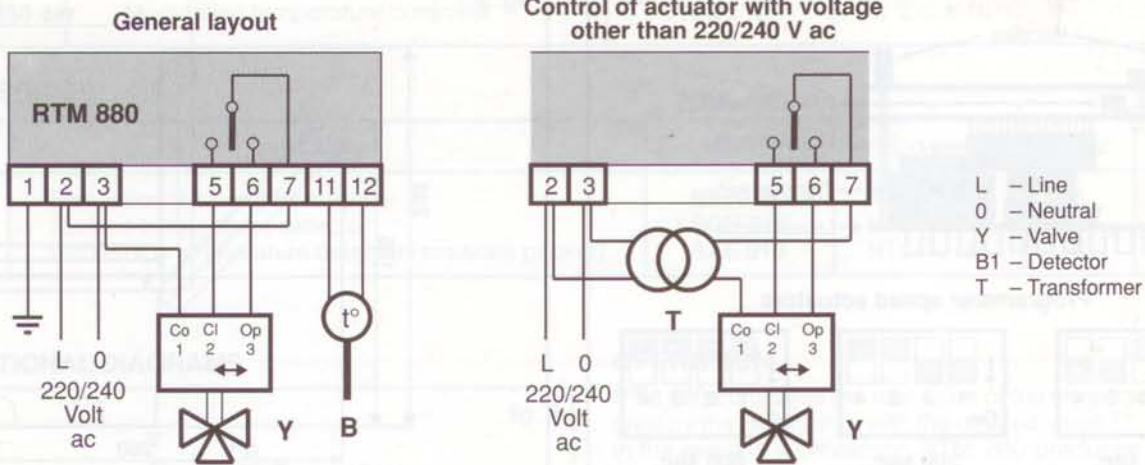 General layout
RTM 880
1 2 3 5 6 7 11 12
Co Cl Op
1 2 3
t°
L 0
220/240
Volt
ac
Y B
Control of actuator with voltage
other than 220/240 V ac
2 3 5 6 7
T
Co Cl Op
1 2 3
L 0
220/240
Volt
ac
Y
L – Line
0 – Neutral
Y – Valve
B1 – Detector
T – Transformer